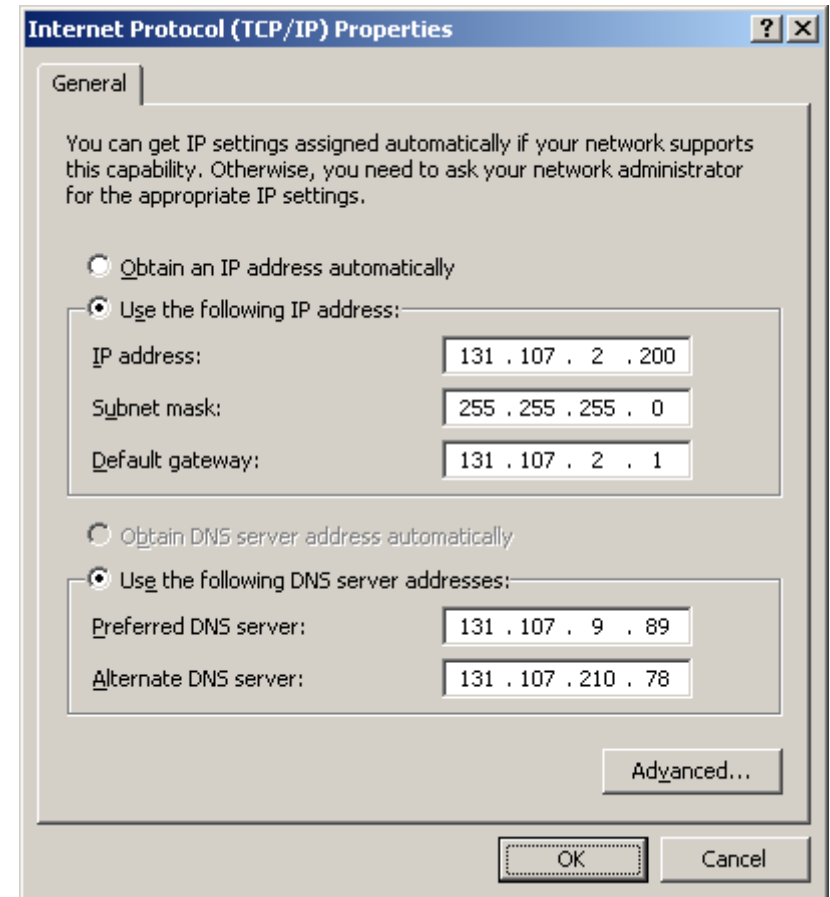 Internet Protocol (TCP/IP) Properties
General
You can get IP settings assigned automatically if your network supports
this capability. Otherwise, you need to ask your network administrator
for the appropriate IP settings.
Obtain an IP address automatically
Use the following IP address:
IP address: 131 . 107 . 2 . 200
Subnet mask: 255 . 255 . 255 . 0
Default gateway: 131 . 107 . 2 . 1
Obtain DNS server address automatically
Use the following DNS server addresses:
Preferred DNS server: 131 . 107 . 9 . 89
Alternate DNS server: 131 . 107 . 210 . 78
Advanced...
OK Cancel